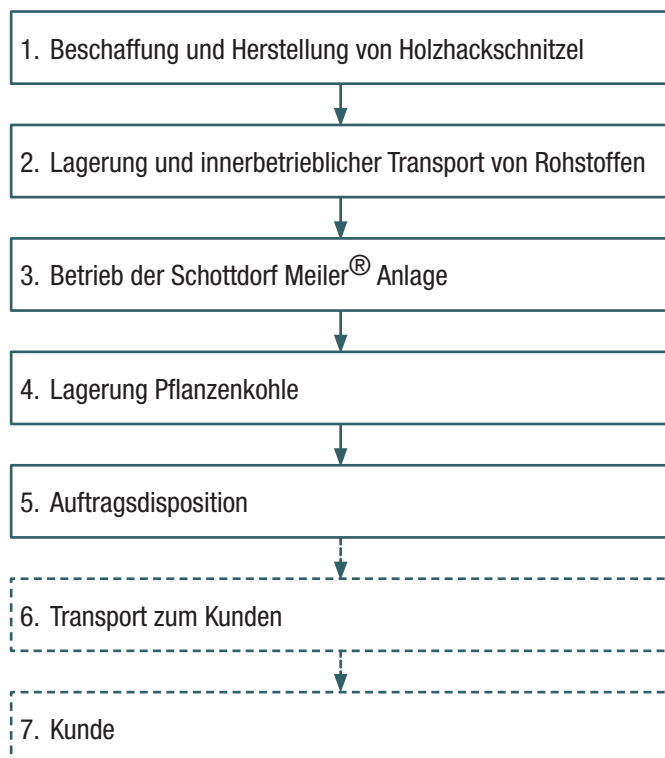 1. Beschaffung und Herstellung von Holzhackschnitzel
2. Lagerung und innerbetrieblicher Transport von Rohstoffen
3. Betrieb der Schottdorf Meiler® Anlage
4. Lagerung Pflanzenkohle
5. Auftragsdisposition
6. Transport zum Kunden
7. Kunde